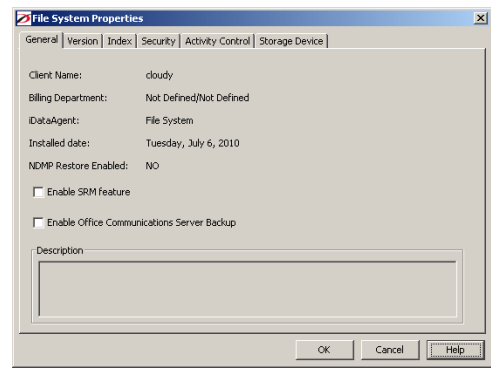 File System Properties
General Version Index Security Activity Control Storage Device
Client Name: cloudy
Billing Department: Not Defined/Not Defined
iDataAgent: File System
Installed date: Tuesday, July 6, 2010
NDMP Restore Enabled: NO
Enable SRM feature
Enable Office Communications Server Backup
Description
OK Cancel Help